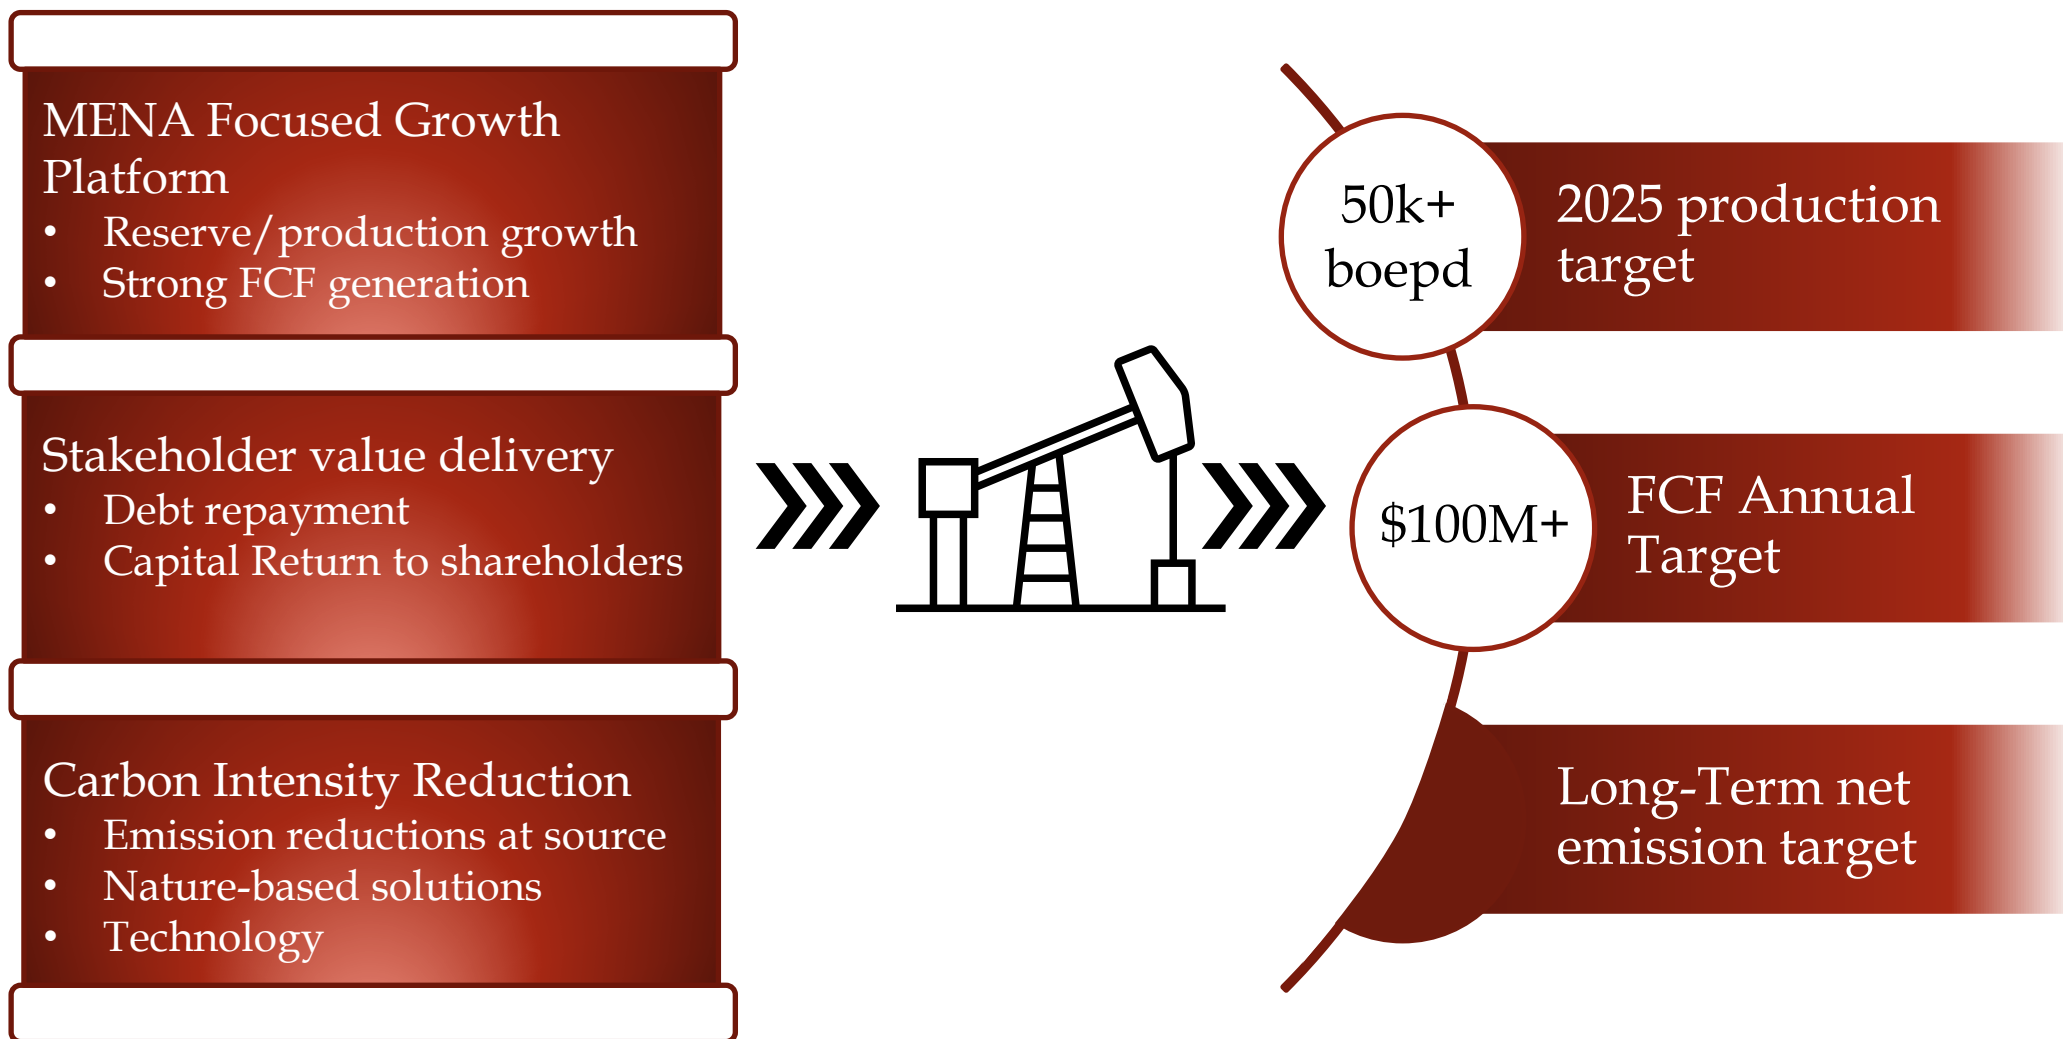 MENA Focused Growth
Platform
• Reserve/production growth
• Strong FCF generation
Stakeholder value delivery
• Debt repayment
• Capital Return to shareholders
Carbon Intensity Reduction
• Emission reductions at source
• Nature-based solutions
• Technology
50k+
boepd
2025 production
target
$100M+
FCF Annual
Target
Long-Term net
emission target